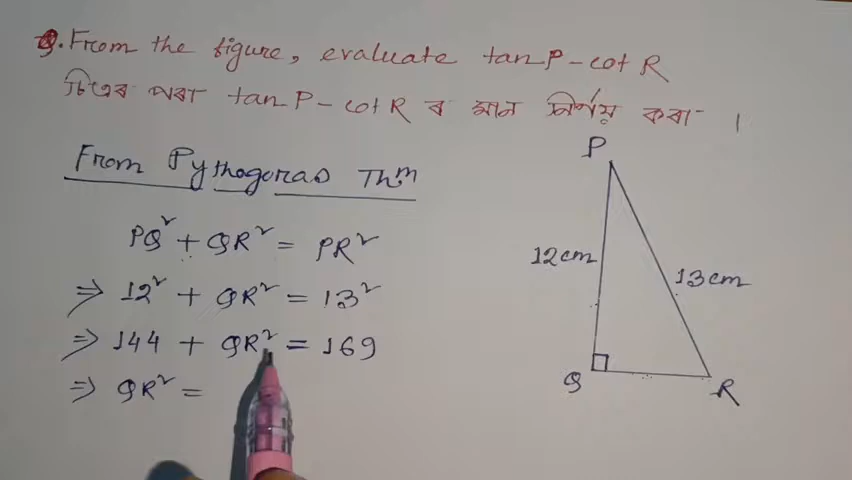 Q. From the figure, evaluate tan P - cot R
চিত্ৰৰ পৰা tan P - cot R ৰ মান নিৰ্ণয় কৰা ।
From Pythagoras Thm
PQ² + QR² = PR²
⇒ 12² + QR² = 13²
⇒ 144 + QR² = 169
⇒ QR² =
P
12cm
13cm
Q
R